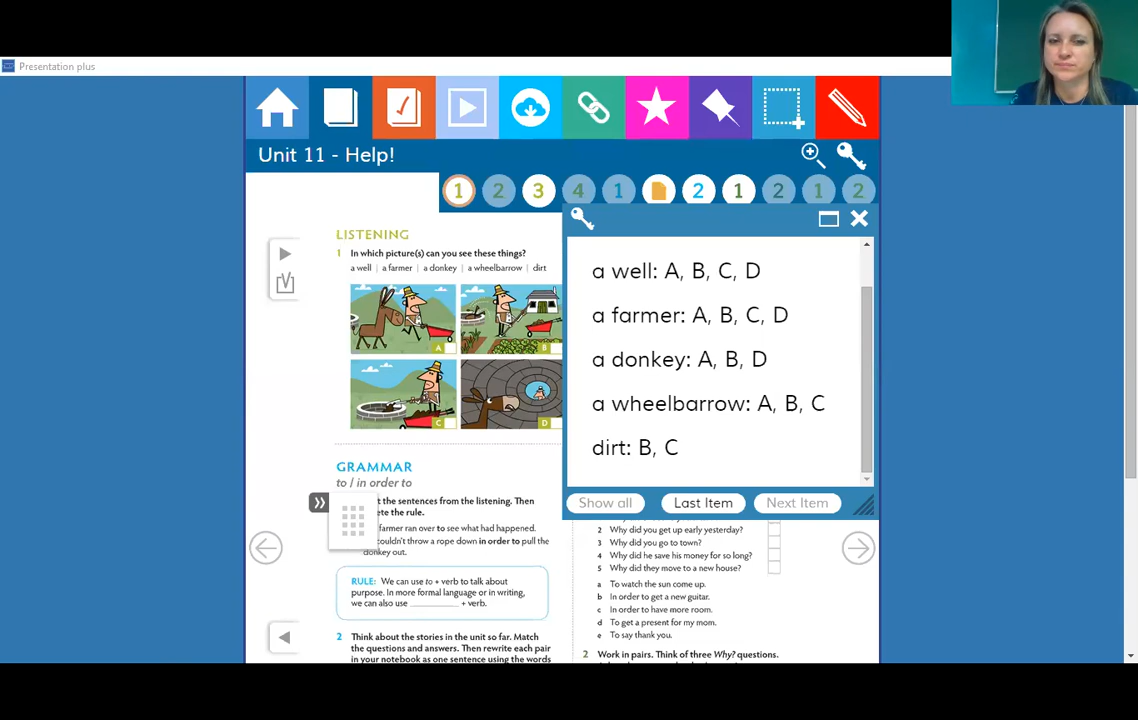 Presentation plus
Unit 11 - Help!
1 2 3 4 1 2 1 2 1 2
LISTENING
1 In which picture(s) can you see these things?
a well | a farmer | a donkey | a wheelbarrow | dirt
A
B
C
D
a well: A, B, C, D
a farmer: A, B, C, D
a donkey: A, B, D
a wheelbarrow: A, B, C
dirt: B, C
Show all
Last Item
Next Item
GRAMMAR
to / in order to
t the sentences from the listening. Then
ete the rule.
farmer ran over to see what had happened.
couldn't throw a rope down in order to pull the
donkey out.
RULE: We can use to + verb to talk about
purpose. In more formal language or in writing,
we can also use ________ + verb.
2 Think about the stories in the unit so far. Match
the questions and answers. Then rewrite each pair
in your notebook as one sentence using the words
2 Why did you get up early yesterday?
3 Why did you go to town?
4 Why did he save his money for so long?
5 Why did they move to a new house?
a To watch the sun come up.
b In order to get a new guitar.
c In order to have more room.
d To get a present for my mom.
e To say thank you.
2 Work in pairs. Think of three Why? questions.